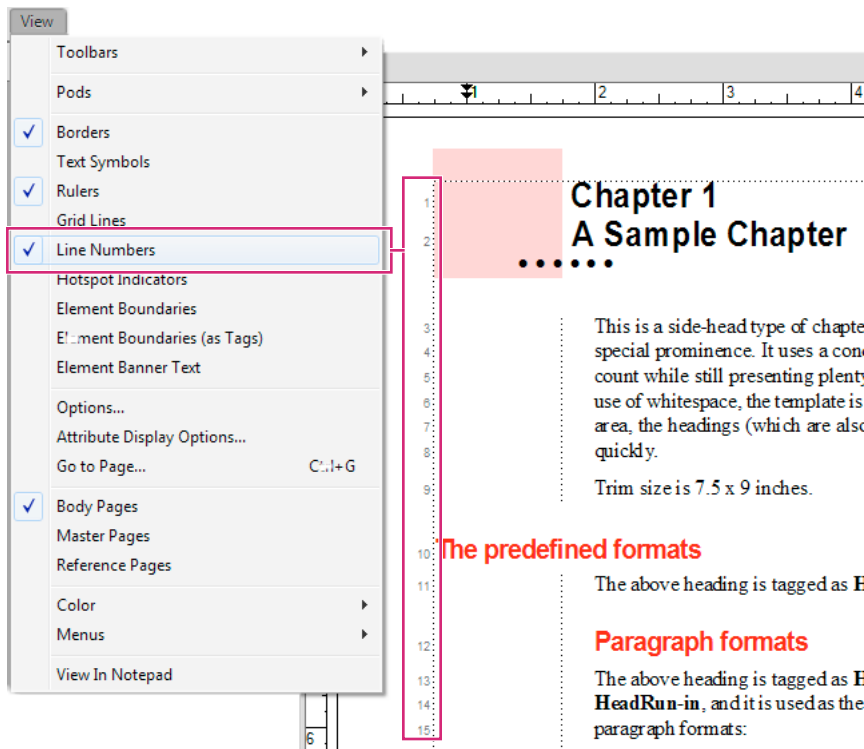 View
Toolbars
Pods
Borders
Text Symbols
Rulers
Grid Lines
Line Numbers
Hotspot Indicators
Element Boundaries
Element Boundaries (as Tags)
Element Banner Text
Options...
Attribute Display Options...
Go to Page... Ctrl+G
Body Pages
Master Pages
Reference Pages
Color
Menus
View In Notepad
1 2 3 4
1 Chapter 1
2 A Sample Chapter
3 This is a side-head type of chapte
4 special prominence. It uses a con
5 count while still presenting plenty
6 use of whitespace, the template is
7 area, the headings (which are also
8 quickly.
9 Trim size is 7.5 x 9 inches.
10 The predefined formats
11 The above heading is tagged as H
12 Paragraph formats
13 The above heading is tagged as H
14 HeadRun-in, and it is used as the
15 paragraph formats:
6